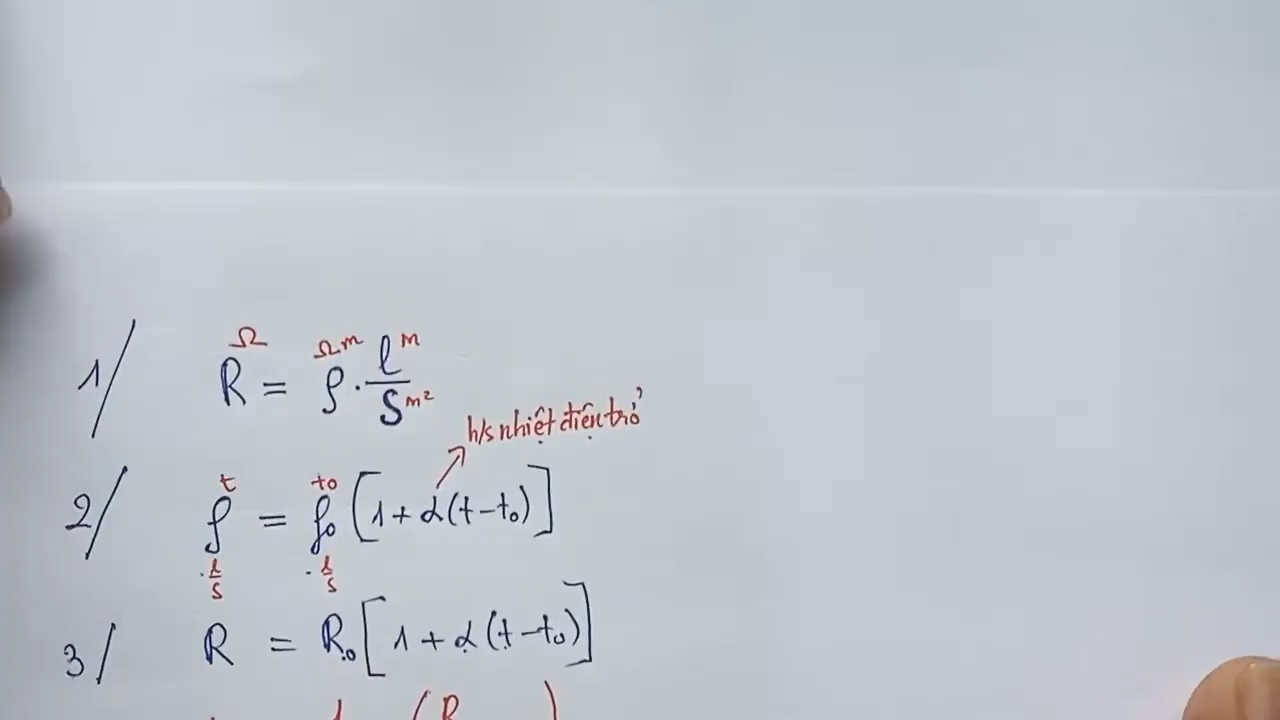 Ω Ωm m
1/ R = ρ · l/S m²
h/s nhiệt điện trở
t t₀
2/ ρ = ρ₀ [1 + α(t - t₀)]
· l/S · l/S
3/ R = R₀ [1 + α(t - t₀)]